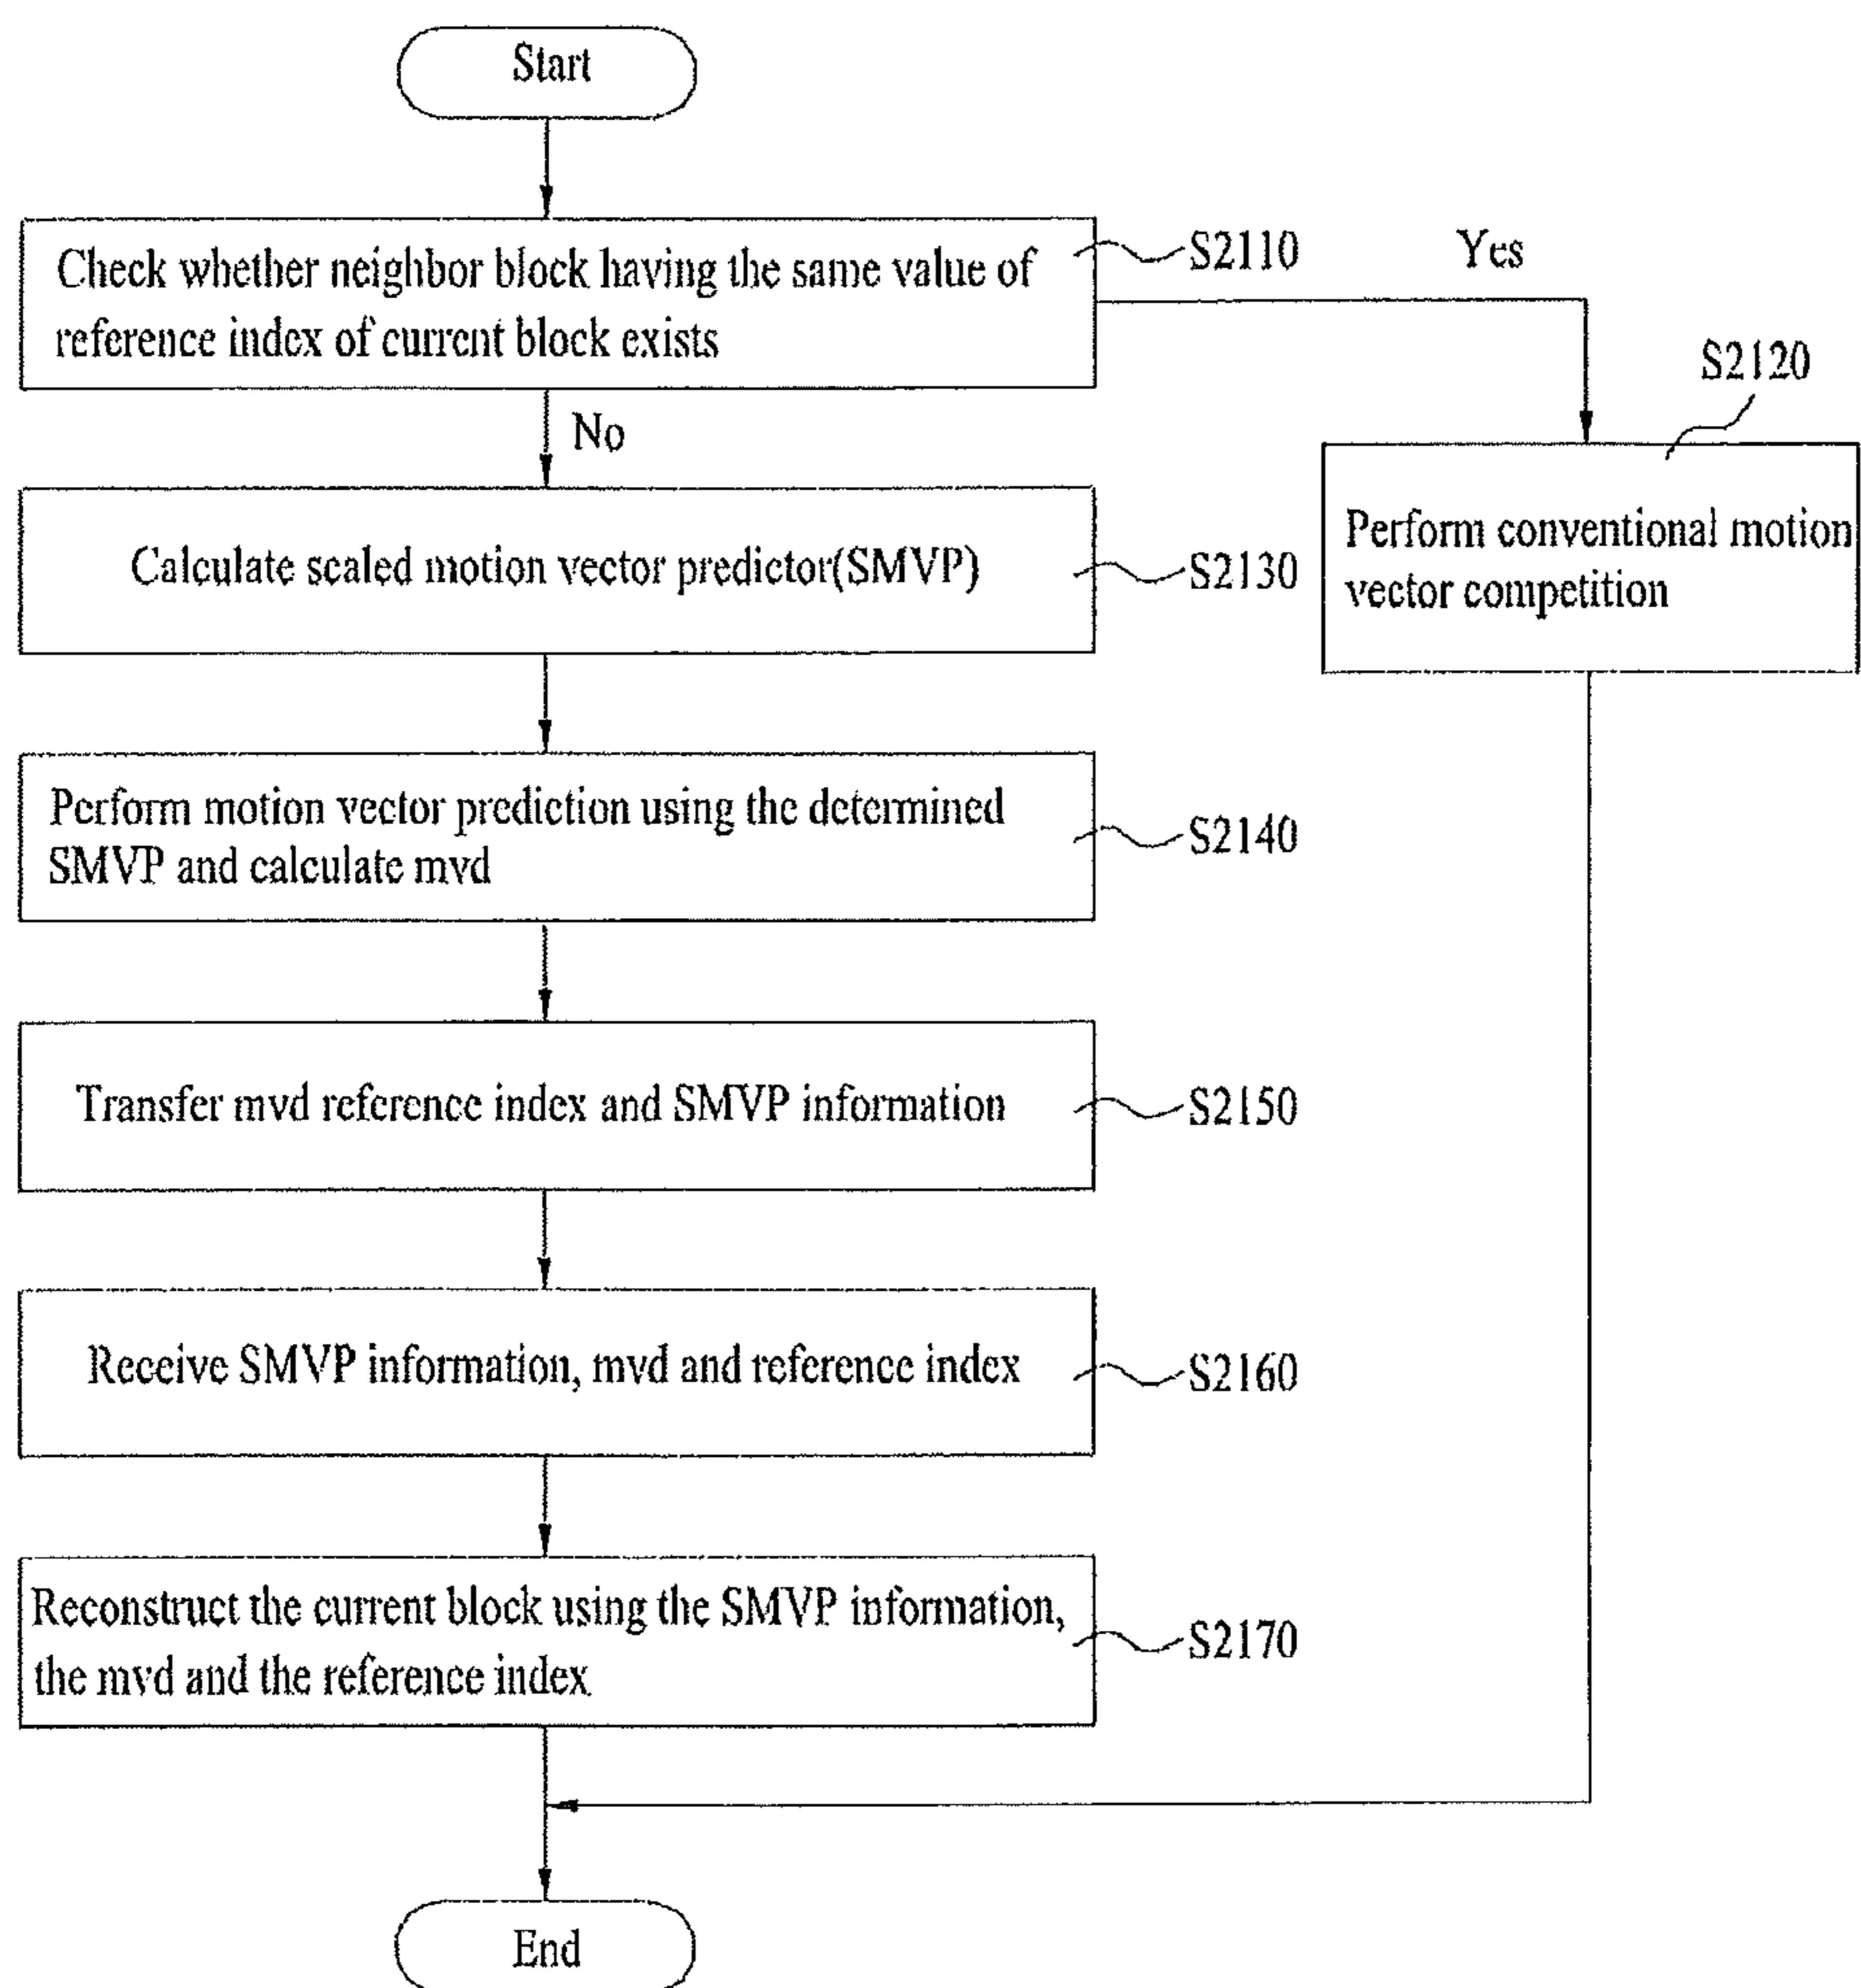 Start
Check whether neighbor block having the same value of
reference index of current block exists
S2110
Yes
No
S2120
Perform conventional motion
vector competition
Calculate scaled motion vector predictor(SMVP)
S2130
Perform motion vector prediction using the determined
SMVP and calculate mvd
S2140
Transfer mvd reference index and SMVP information
S2150
Receive SMVP information, mvd and reference index
S2160
Reconstruct the current block using the SMVP information,
the mvd and the reference index
S2170
End